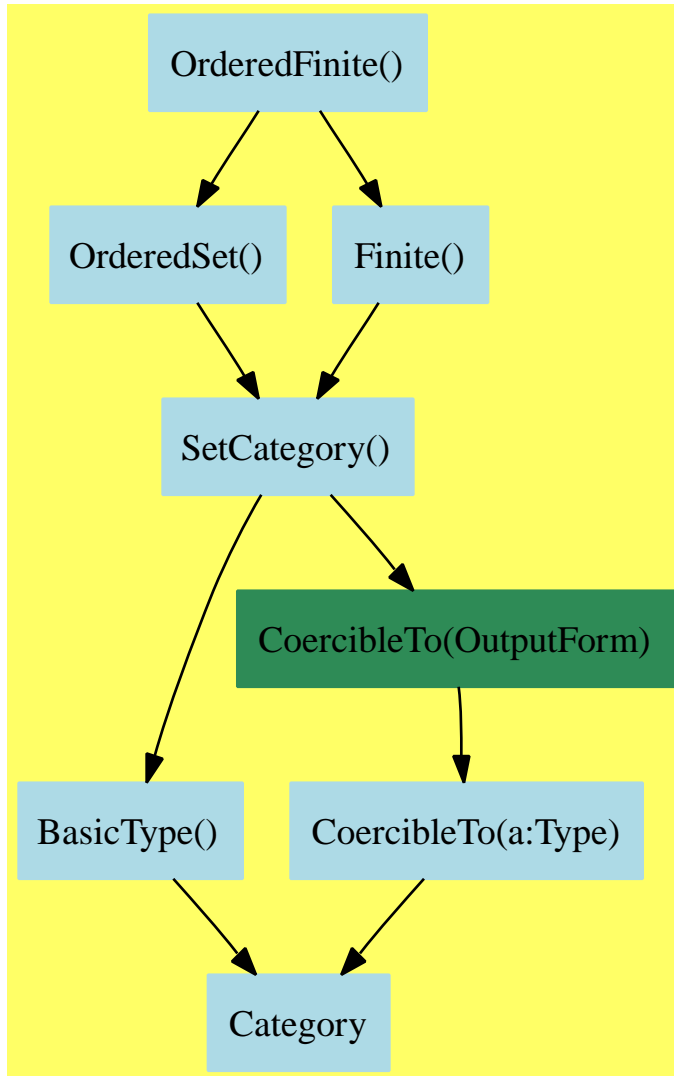 OrderedFinite()
OrderedSet()
Finite()
SetCategory()
CoercibleTo(OutputForm)
BasicType()
CoercibleTo(a:Type)
Category